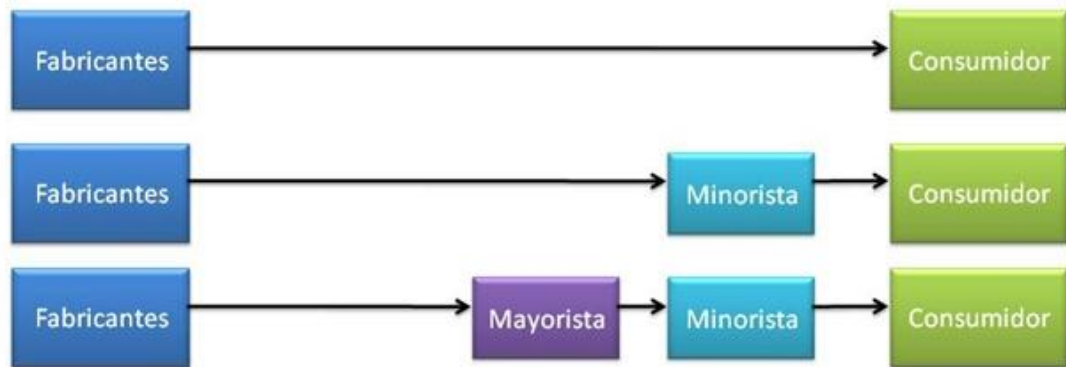 Fabricantes
Consumidor
Fabricantes
Minorista
Consumidor
Fabricantes
Mayorista
Minorista
Consumidor